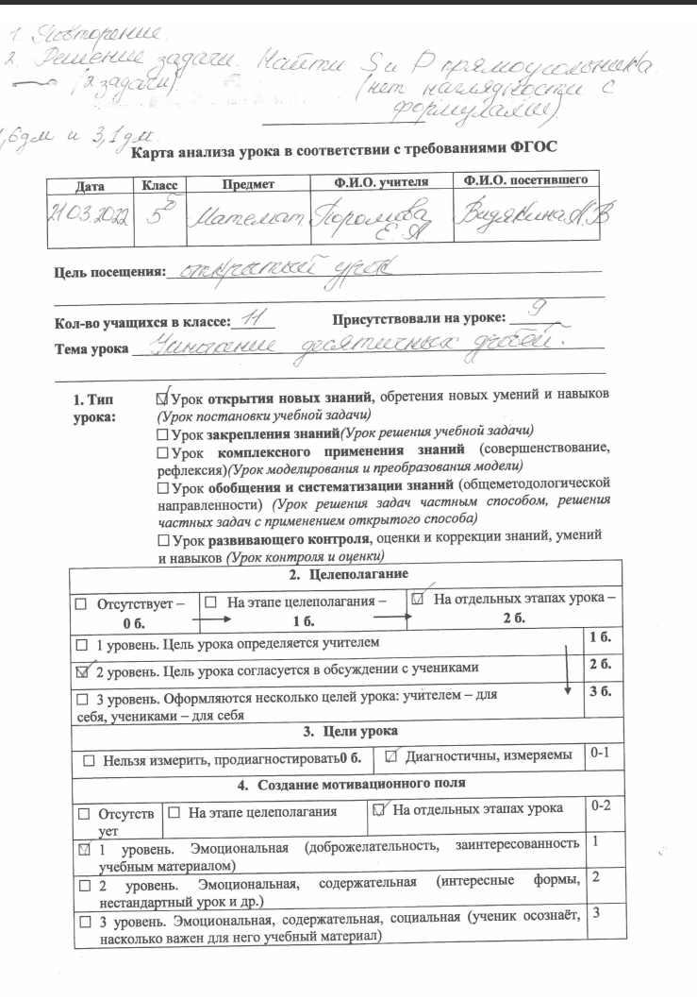 1. Повторение.
2. Решение задачи. Найти S и P прямоугольника
(2 задачи). (нет наглядности с
формулами).
,6дм и 3,1дм.
Карта анализа урока в соответствии с требованиями ФГОС
Дата Класс Предмет Ф.И.О. учителя Ф.И.О. посетившего
21.03.2022 5Б Математ. Е.А Видякина А.В
Цель посещения: открытый урок
Кол-во учащихся в классе: 11 Присутствовали на уроке: 9
Тема урока Умножение десятичных дробей.
1. Тип ☑ Урок открытия новых знаний, обретения новых умений и навыков
урока: (Урок постановки учебной задачи)
☐ Урок закрепления знаний(Урок решения учебной задачи)
☐ Урок комплексного применения знаний (совершенствование,
рефлексия)(Урок моделирования и преобразования модели)
☐ Урок обобщения и систематизации знаний (общеметодологической
направленности) (Урок решения задач частным способом, решения
частных задач с применением открытого способа)
☐ Урок развивающего контроля, оценки и коррекции знаний, умений
и навыков (Урок контроля и оценки)
2. Целеполагание
☐ Отсутствует – ☐ На этапе целеполагания – ☑ На отдельных этапах урока –
0 б. 1 б. 2 б.
☐ 1 уровень. Цель урока определяется учителем 1 б.
☑ 2 уровень. Цель урока согласуется в обсуждении с учениками 2 б.
☐ 3 уровень. Оформляются несколько целей урока: учителем – для 3 б.
себя, учениками – для себя
3. Цели урока
☐ Нельзя измерить, продиагностировать0 б. ☑ Диагностичны, измеряемы 0-1
4. Создание мотивационного поля
☐ Отсутств ☐ На этапе целеполагания ☑ На отдельных этапах урока 0-2
ует
☑ 1 уровень. Эмоциональная (доброжелательность, заинтересованность 1
учебным материалом)
☐ 2 уровень. Эмоциональная, содержательная (интересные формы, 2
нестандартный урок и др.)
☐ 3 уровень. Эмоциональная, содержательная, социальная (ученик осознаёт, 3
насколько важен для него учебный материал)